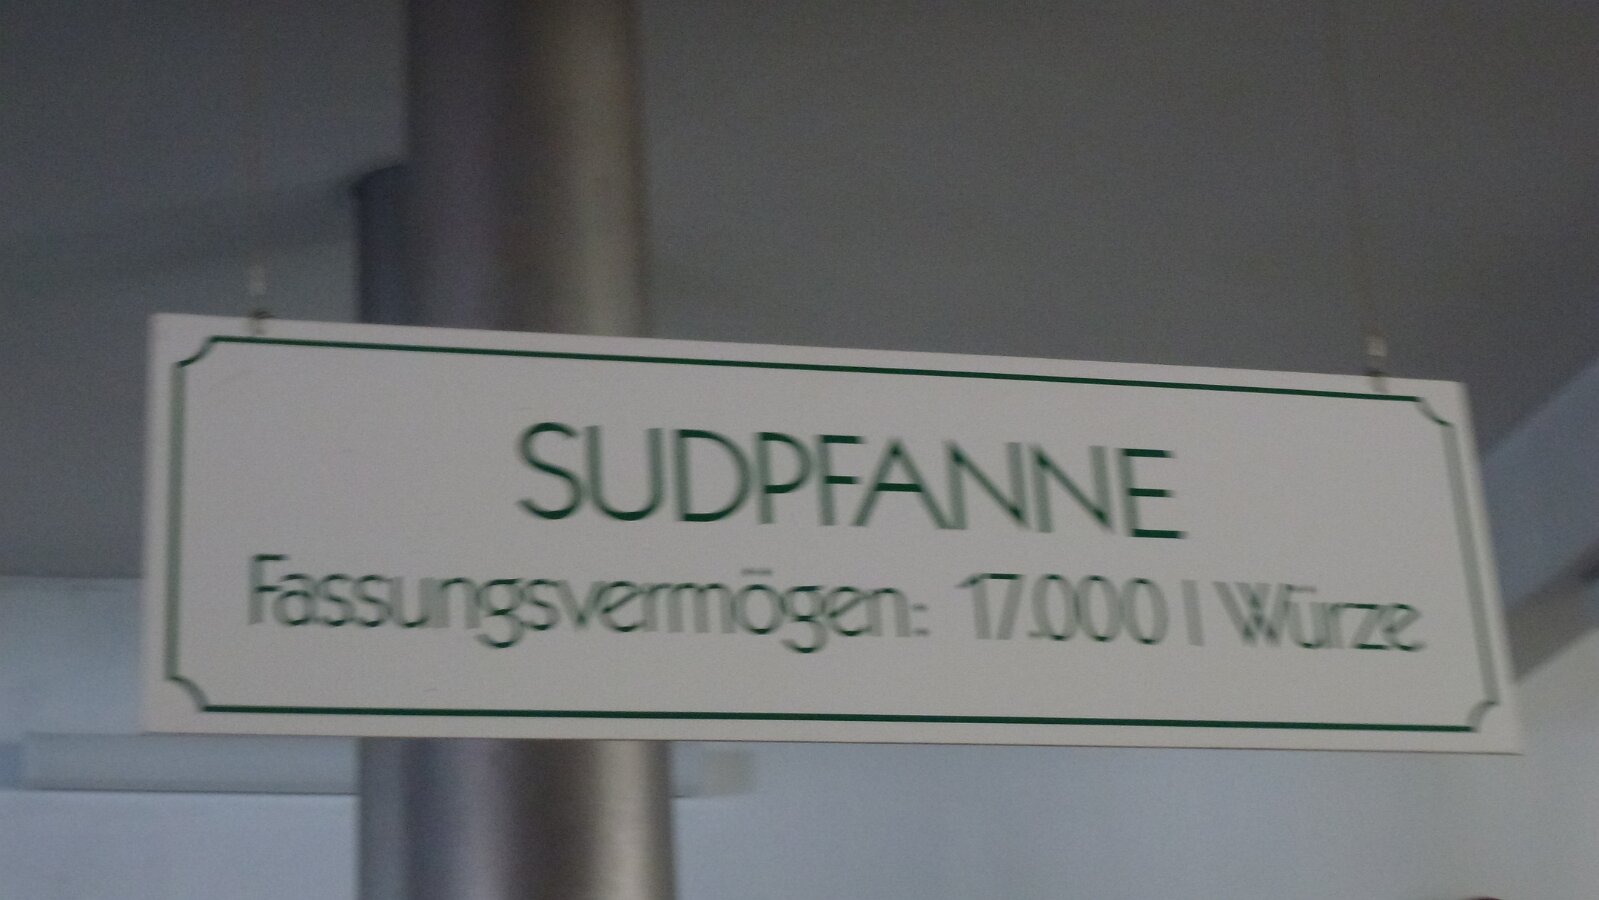 SUDPFANNE
Fassungsvermögen: 17.000 l Würze